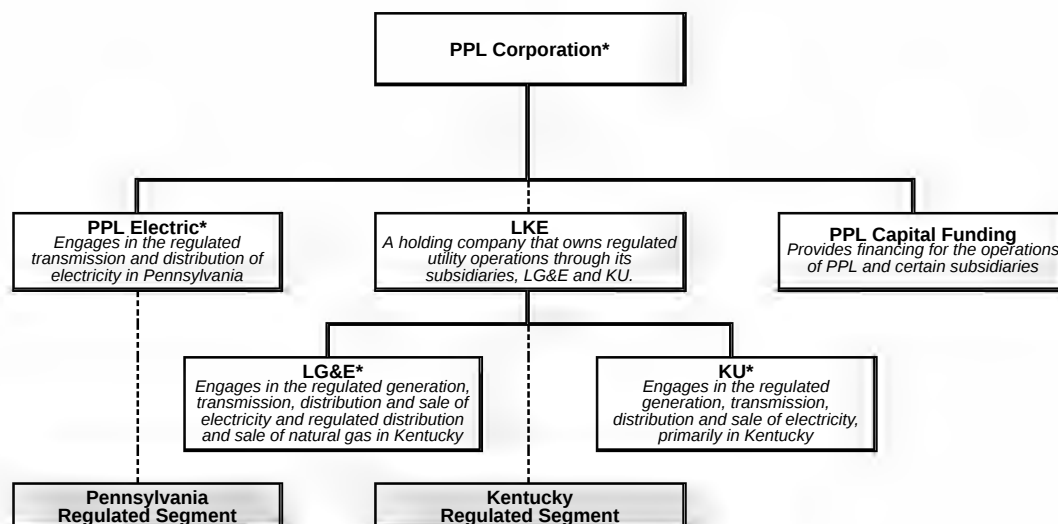 PPL Corporation*
PPL Electric*
Engages in the regulated
transmission and distribution of
electricity in Pennsylvania
LKE
A holding company that owns regulated
utility operations through its
subsidiaries, LG&E and KU.
PPL Capital Funding
Provides financing for the operations
of PPL and certain subsidiaries
LG&E*
Engages in the regulated generation,
transmission, distribution and sale of
electricity and regulated distribution
and sale of natural gas in Kentucky
KU*
Engages in the regulated
generation, transmission,
distribution and sale of electricity,
primarily in Kentucky
Pennsylvania
Regulated Segment
Kentucky
Regulated Segment